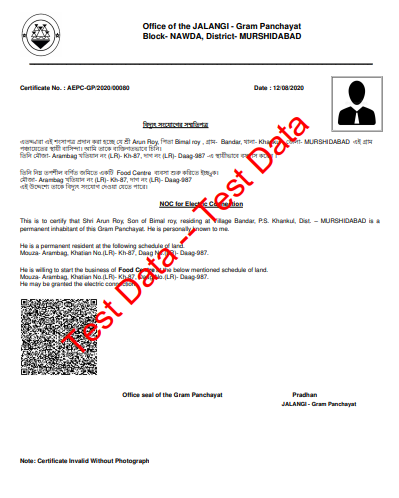 Office of the JALANGI - Gram Panchayat
Block- NAWDA, District- MURSHIDABAD
Certificate No. : AEPC-GP/2020/00080
Date : 12/08/2020
বিদ্যুৎ সংযোগের সম্মতিপত্র
এতদ্দ্বারা এই শংসাপত্র প্রদান করা হচ্ছে যে শ্রী Arun Roy, পিতা Bimal roy , গ্রাম- Bandar, থানা- Khankul, জেলা- MURSHIDABAD এই গ্রাম
পঞ্চায়েতের স্থায়ী বাসিন্দা। আমি তাকে ব্যক্তিগতভাবে চিনি।
তিনি মৌজা- Arambag খতিয়ান নং (LR)- Kh-87, দাগ নং (LR)- Daag-987 -এ স্থায়ীভাবে বসবাস করেন ।
তিনি নিম্ন তপশীল বর্ণিত জমিতে একটি Food Centre ব্যবসা শুরু করিতে ইচ্ছুক।
মৌজা- Arambag খতিয়ান নং (LR)- Kh-87, দাগ নং (LR)- Daag-987
এই উদ্দেশ্যে তাকে বিদ্যুৎ সংযোগ দেওয়া যেতে পারে।
NOC for Electric Connection
This is to certify that Shri Arun Roy, Son of Bimal roy, residing at Village Bandar, P.S. Khankul, Dist. – MURSHIDABAD is a
permanent inhabitant of this Gram Panchayat. He is personally known to me.
He is a permanent resident at the following schedule of land.
Mouza- Arambag, Khatian No.(LR)- Kh-87, Daag No.(LR)- Daag-987.
He is willing to start the business of Food Centre at the below mentioned schedule of land.
Mouza- Arambag, Khatian No.(LR)- Kh-87, Daag No.(LR)- Daag-987.
He may be granted the electric connection.
Test Data -- Test Data
Office seal of the Gram Panchayat
Pradhan
JALANGI - Gram Panchayat
Note: Certificate Invalid Without Photograph